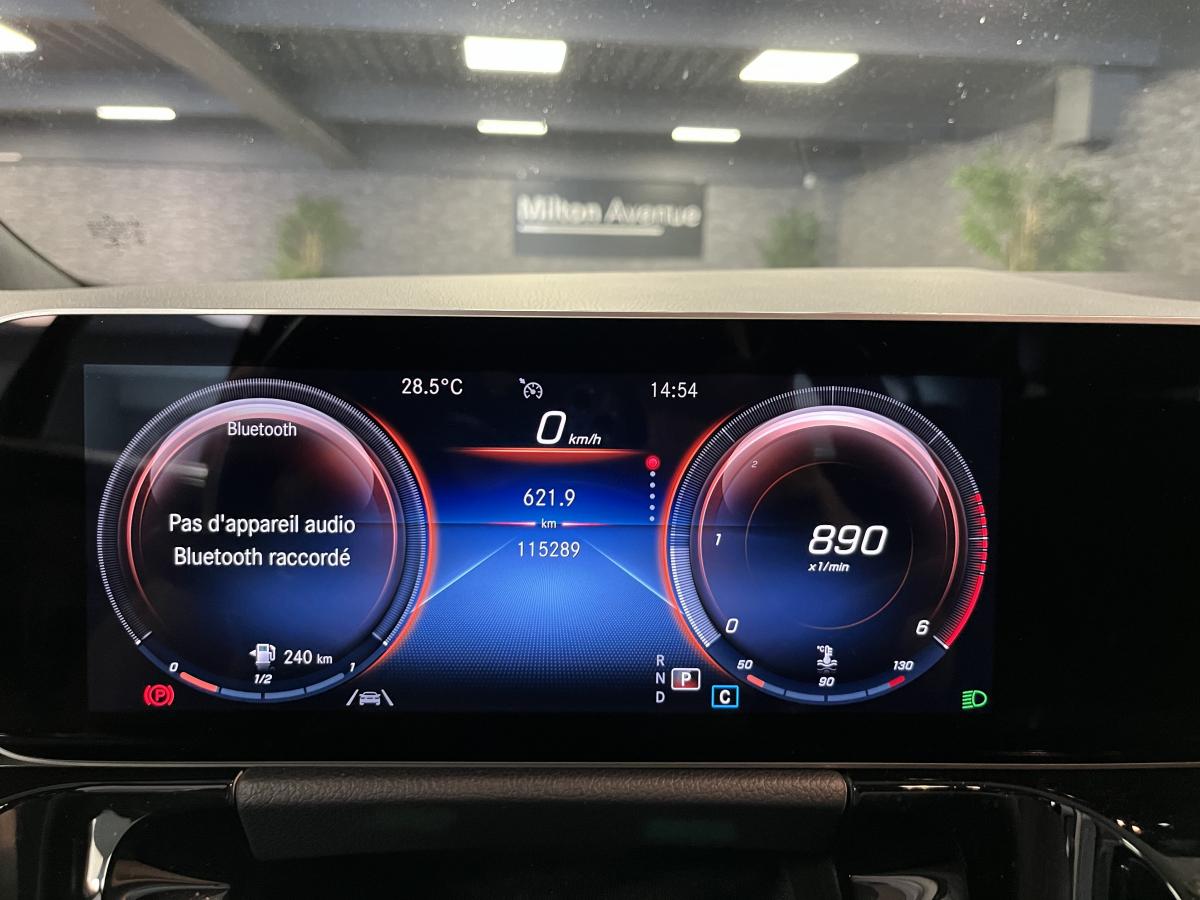 Milton Avenue
28.5°C
14:54
0 km/h
Bluetooth
Pas d'appareil audio
Bluetooth raccordé
621.9
km
115289
2
1
0
6
890
x1/min
0
1/2
1
240 km
R
N
D
P
C
50
°C
90
130
P